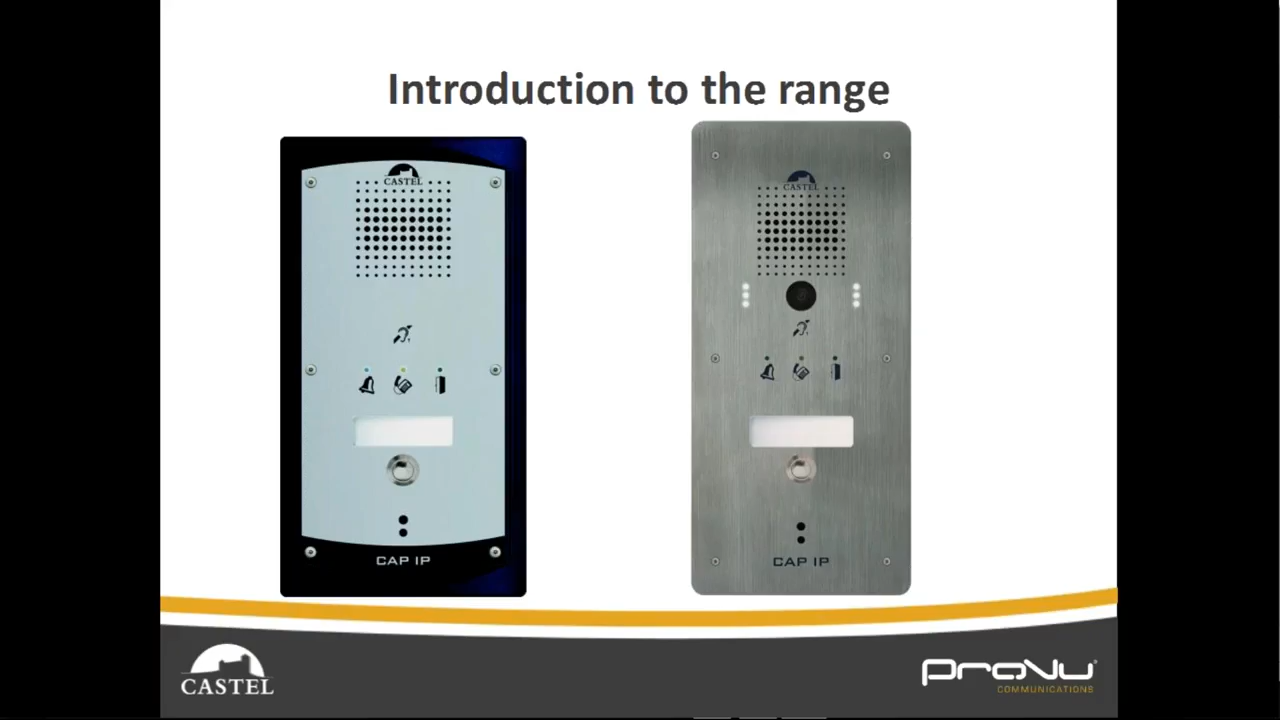 Introduction to the range
CASTEL
CAP IP
CASTEL
CAP IP
CASTEL
ProVu
COMMUNICATIONS